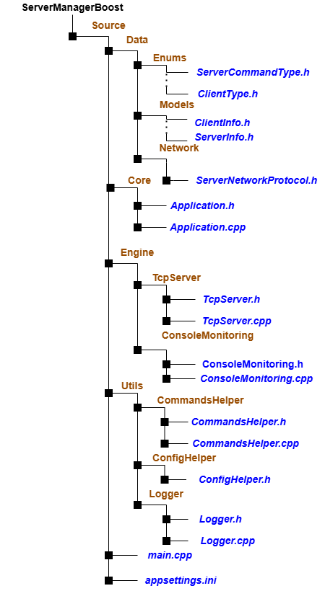 ServerManagerBoost
Source
Data
Enums
ServerCommandType.h
ClientType.h
Models
ClientInfo.h
ServerInfo.h
Network
ServerNetworkProtocol.h
Core
Application.h
Application.cpp
Engine
TcpServer
TcpServer.h
TcpServer.cpp
ConsoleMonitoring
ConsoleMonitoring.h
ConsoleMonitoring.cpp
Utils
CommandsHelper
CommandsHelper.h
CommandsHelper.cpp
ConfigHelper
ConfigHelper.h
Logger
Logger.h
Logger.cpp
main.cpp
appsettings.ini